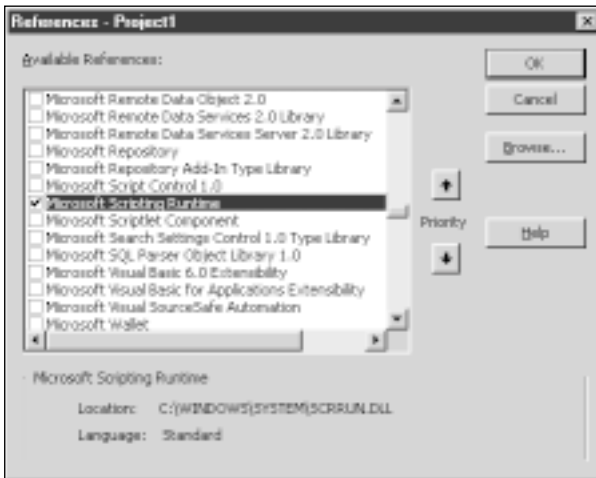 References - Project1
Available References:
OK
Microsoft Remote Data Object 2.0
Microsoft Remote Data Services 2.0 Library
Cancel
Microsoft Remote Data Services Server 2.0 Library
Microsoft Repository
Browse...
Microsoft Repository Add-In Type Library
Microsoft Script Control 1.0
Microsoft Scripting Runtime
Microsoft Scriptlet Component
Priority
Help
Microsoft Search Settings Control 1.0 Type Library
Microsoft SQL Parser Object Library 1.0
Microsoft Visual Basic 6.0 Extensibility
Microsoft Visual Basic for Applications Extensibility
Microsoft Visual SourceSafe Automation
Microsoft Wallet
Microsoft Scripting Runtime
Location: C:\WINDOWS\SYSTEM\SCRRUN.DLL
Language: Standard